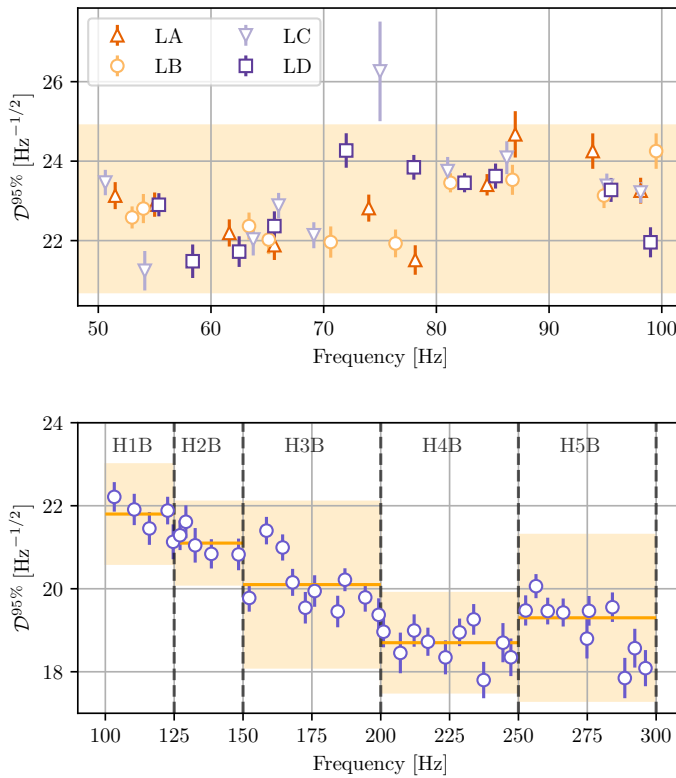 LA
LC
LB
LD
26
24
22
𝒟^{95%} [Hz^{−1/2}]
50
60
70
80
90
100
Frequency [Hz]
H1B
H2B
H3B
H4B
H5B
24
22
20
18
17
𝒟^{95%} [Hz^{−1/2}]
100
125
150
175
200
225
250
275
300
Frequency [Hz]